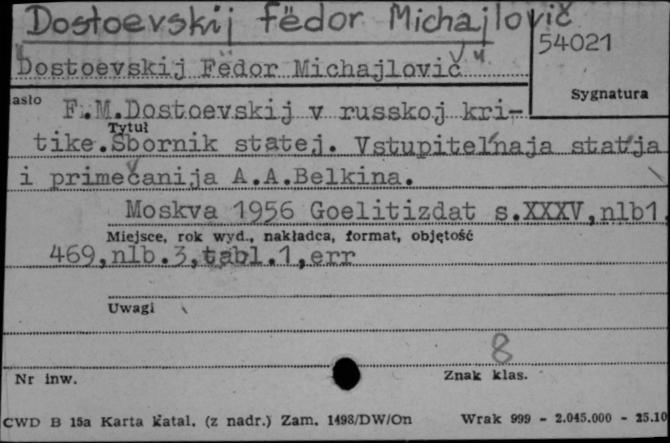 Dostoevskij Fëdor Michajlovič
54021
Dostoevskij Fëdor Michajlovič
Sygnatura
asło
F.M.Dostoevskij v russkoj kri-
Tytuł
tike. Sbornik statej. Vstupitel'naja stat'ja
i primečanija A.A.Belkina.
Moskva 1956 Goelitizdat s.XXXV,nlb1,
Miejsce, rok wyd., nakładca, format, objętość
469,nlb.3,tabl.1,err
Uwagi
8
Nr inw.
Znak klas.
CWD B 15a Karta katal. (z nadr.) Zam. 1498/DW/On
Wrak 999 - 2.045.000 - 25.10